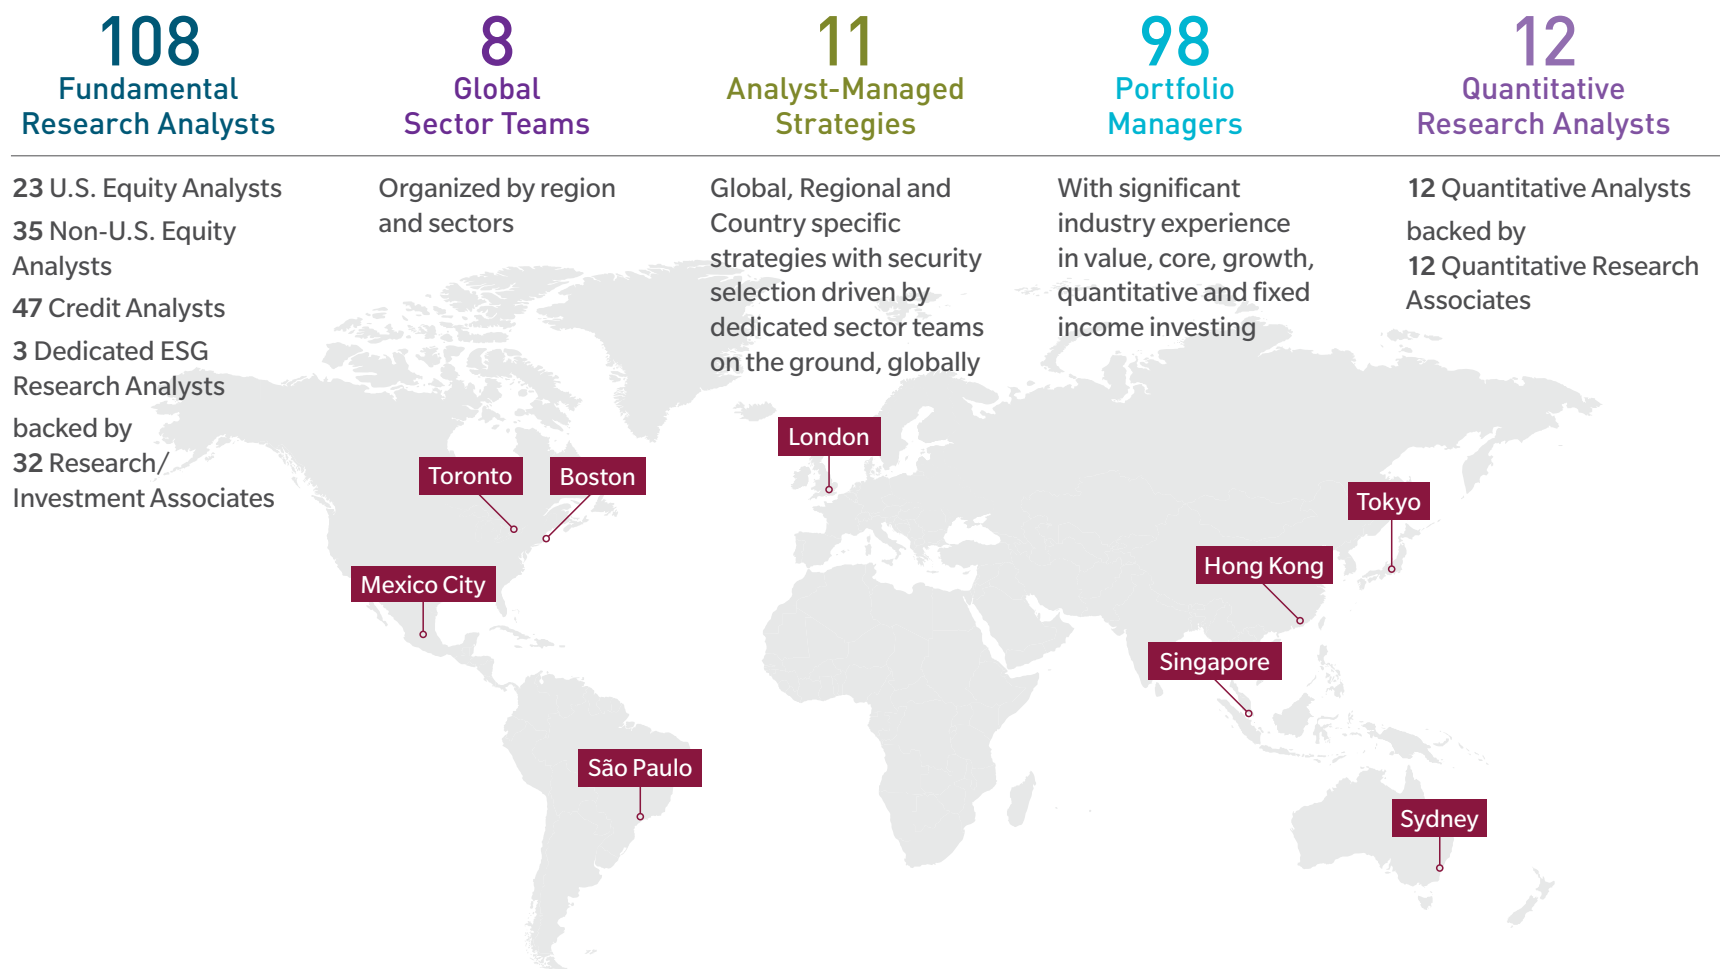 108
Fundamental
Research Analysts
23 U.S. Equity Analysts
35 Non-U.S. Equity
Analysts
47 Credit Analysts
3 Dedicated ESG
Research Analysts
backed by
32 Research/
Investment Associates
8
Global
Sector Teams
Organized by region
and sectors
11
Analyst-Managed
Strategies
Global, Regional and
Country specific
strategies with security
selection driven by
dedicated sector teams
on the ground, globally
98
Portfolio
Managers
With significant
industry experience
in value, core, growth,
quantitative and fixed
income investing
12
Quantitative
Research Analysts
12 Quantitative Analysts
backed by
12 Quantitative Research
Associates
London
Toronto
Boston
Tokyo
Hong Kong
Mexico City
Singapore
São Paulo
Sydney